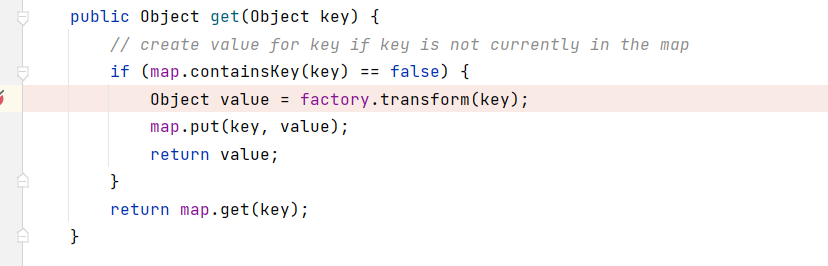 public Object get(Object key) {
// create value for key if key is not currently in the map
if (map.containsKey(key) == false) {
Object value = factory.transform(key);
map.put(key, value);
return value;
}
return map.get(key);
}